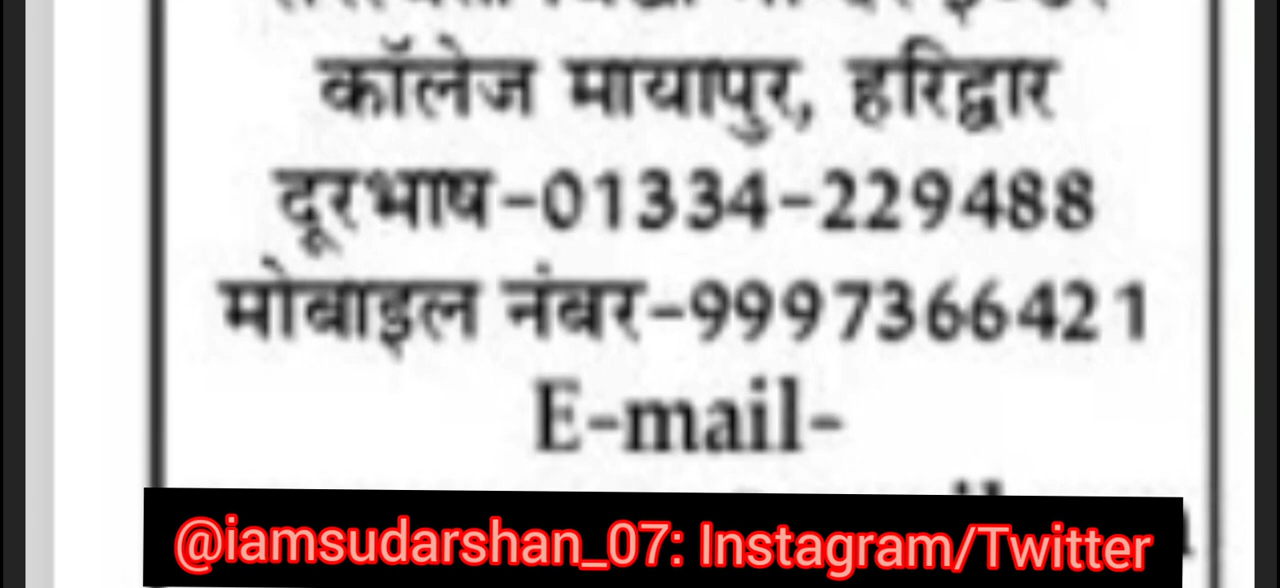 कॉलेज मायापुर, हरिद्वार
दूरभाष-01334-229488
मोबाइल नंबर-9997366421
E-mail-
@iamsudarshan_07: Instagram/Twitter